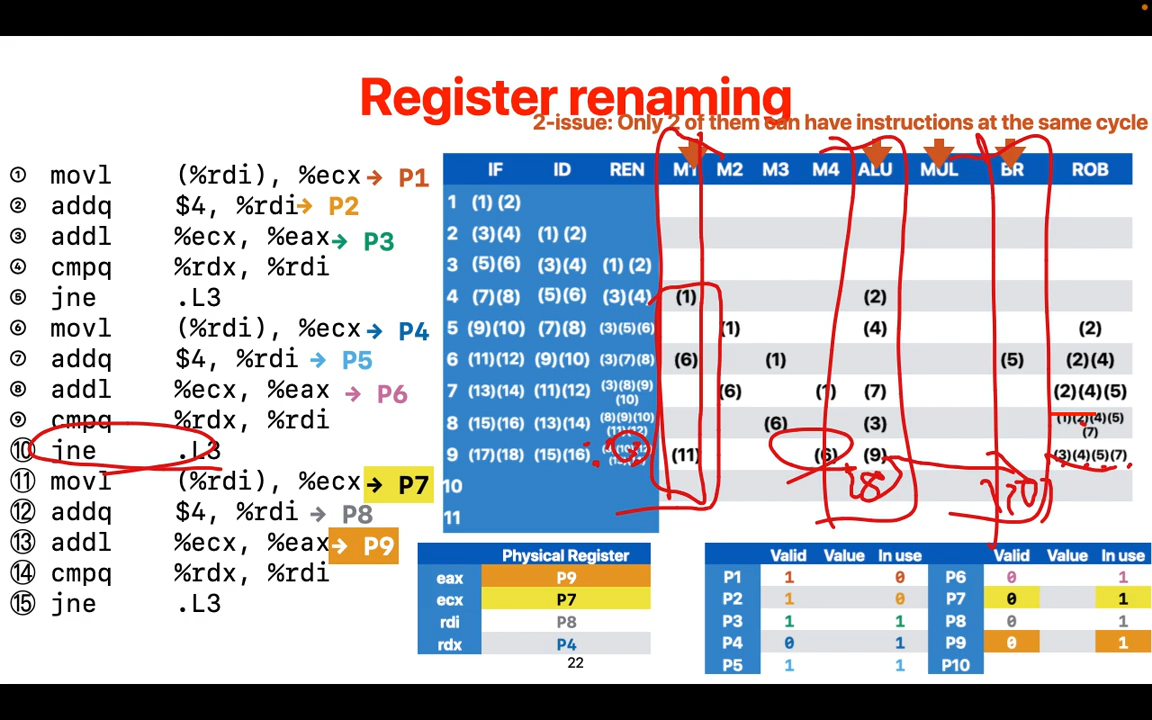 Register renaming
2-issue: Only 2 of them can have instructions at the same cycle
① movl (%rdi), %ecx → P1
② addq $4, %rdi → P2
③ addl %ecx, %eax → P3
④ cmpq %rdx, %rdi
⑤ jne .L3
⑥ movl (%rdi), %ecx → P4
⑦ addq $4, %rdi → P5
⑧ addl %ecx, %eax → P6
⑨ cmpq %rdx, %rdi
⑩ jne .L3
⑪ movl (%rdi), %ecx → P7
⑫ addq $4, %rdi → P8
⑬ addl %ecx, %eax → P9
⑭ cmpq %rdx, %rdi
⑮ jne .L3
IF ID REN M1 M2 M3 M4 ALU MUL BR ROB
1 (1) (2)
2 (3)(4) (1) (2)
3 (5)(6) (3)(4) (1) (2)
4 (7)(8) (5)(6) (3)(4) (1) (2)
5 (9)(10) (7)(8) (3)(5)(6) (1) (4) (2)
6 (11)(12) (9)(10) (3)(7)(8) (6) (1) (5) (2)(4)
7 (13)(14) (11)(12) (3)(8)(9)(10) (6) (1) (7) (2)(4)(5)
8 (15)(16) (13)(14) (8)(9)(10)(11)(12) (6) (3) (1)(2)(4)(5)(7)
9 (17)(18) (15)(16) (11) (6) (9) (3)(4)(5)(7)
10 (8) (10)
11
Physical Register
eax P9
ecx P7
rdi P8
rdx P4
Valid Value In use Valid Value In use
P1 1 0 P6 0 1
P2 1 0 P7 0 1
P3 1 1 P8 0 1
P4 0 1 P9 0 1
P5 1 1 P10
22